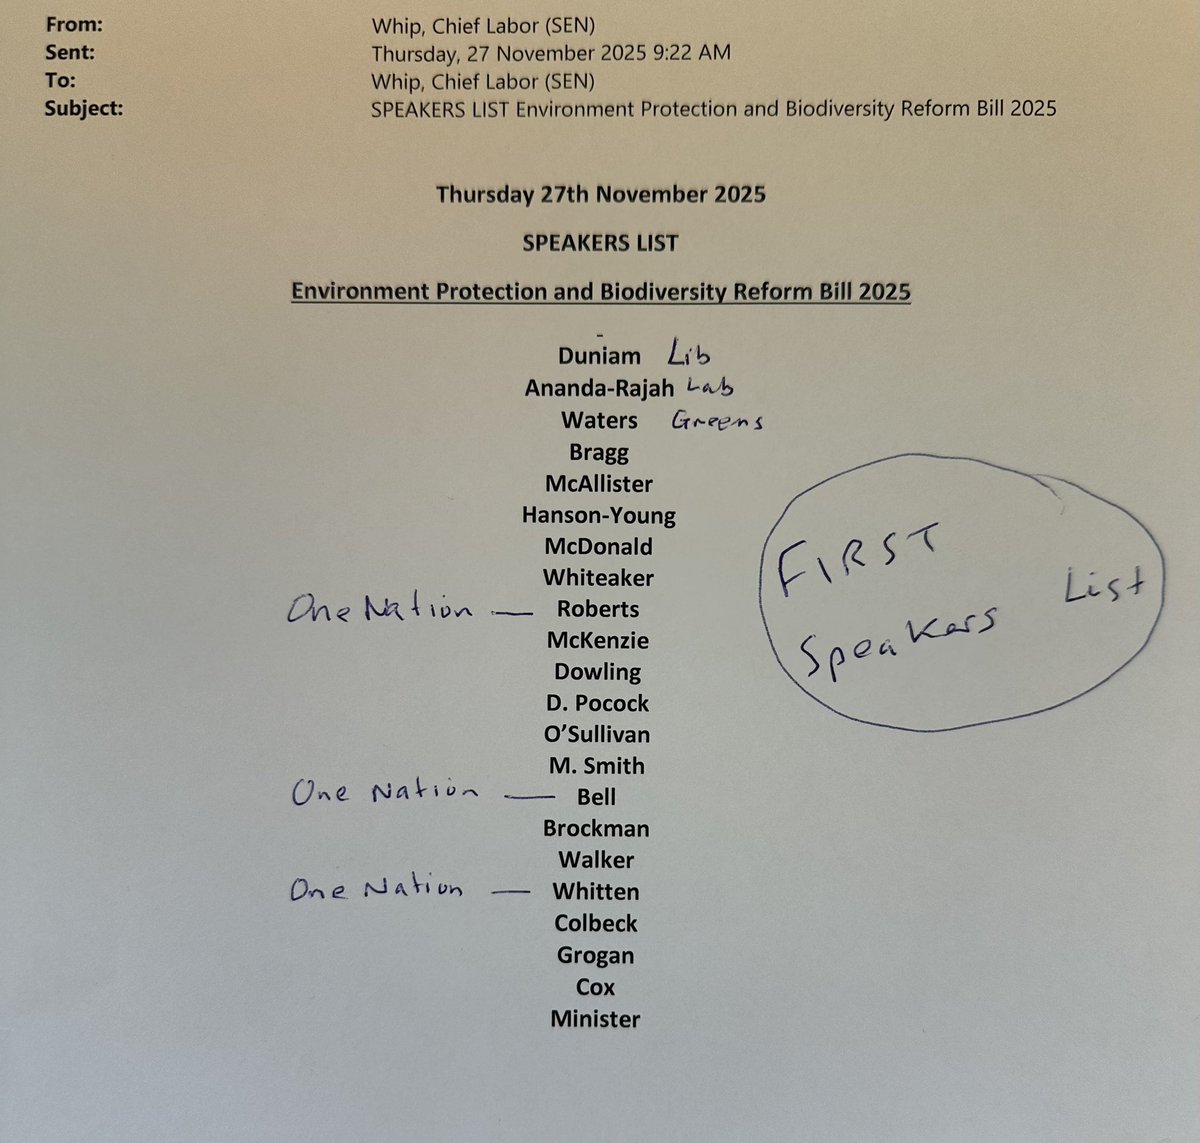 From: Whip, Chief Labor (SEN)
Sent: Thursday, 27 November 2025 9:22 AM
To: Whip, Chief Labor (SEN)
Subject: SPEAKERS LIST Environment Protection and Biodiversity Reform Bill 2025
Thursday 27th November 2025
SPEAKERS LIST
Environment Protection and Biodiversity Reform Bill 2025
Duniam Lib
Ananda-Rajah Lab
Waters Greens
Bragg
McAllister
Hanson-Young
McDonald
Whiteaker
One Nation — Roberts
McKenzie
Dowling
D. Pocock
O’Sullivan
M. Smith
One Nation — Bell
Brockman
Walker
One Nation — Whitten
Colbeck
Grogan
Cox
Minister
FIRST
Speakers List